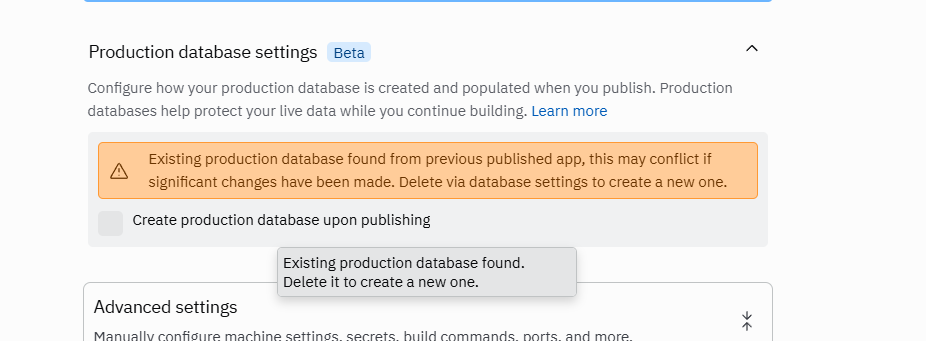 Production database settings Beta
Configure how your production database is created and populated when you publish. Production
databases help protect your live data while you continue building. Learn more
Existing production database found from previous published app, this may conflict if
significant changes have been made. Delete via database settings to create a new one.
Create production database upon publishing
Existing production database found.
Delete it to create a new one.
Advanced settings
Manually configure machine settings, secrets, build commands, ports, and more.